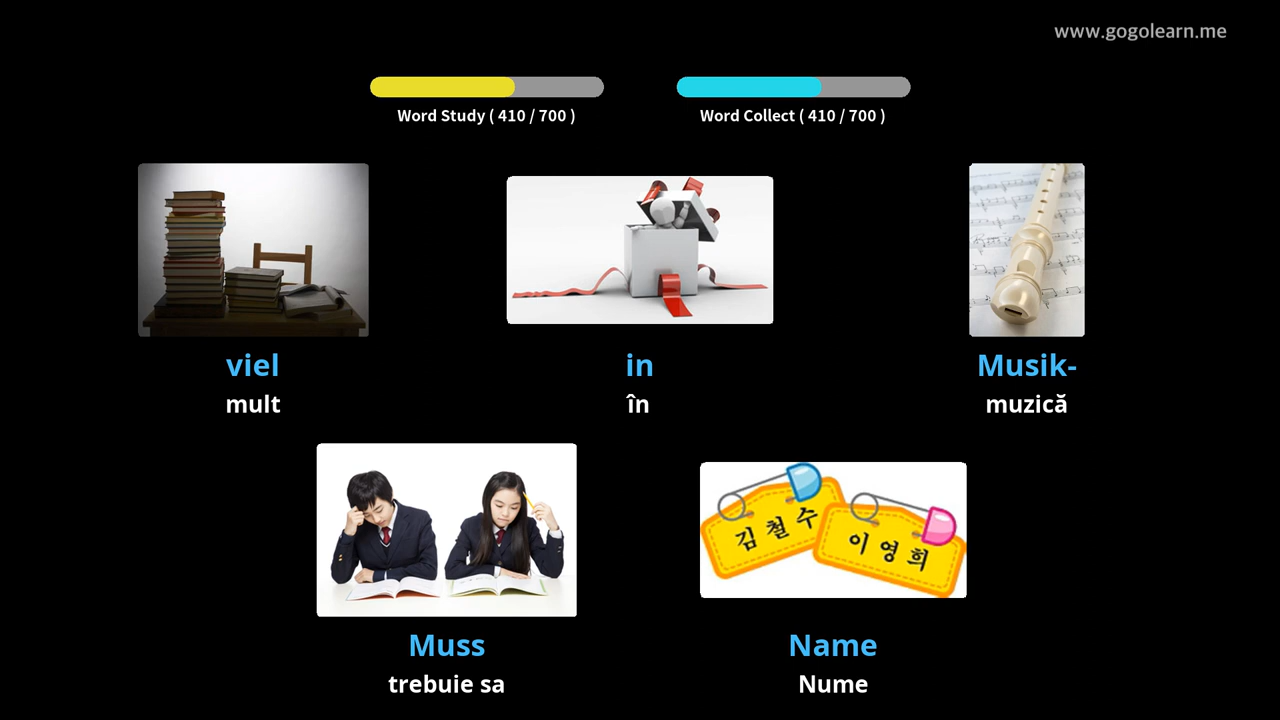 www.gogolearn.me
Word Study ( 410 / 700 )
Word Collect ( 410 / 700 )
viel
mult
in
în
Musik-
muzică
김철수
이영희
Muss
trebuie sa
Name
Nume